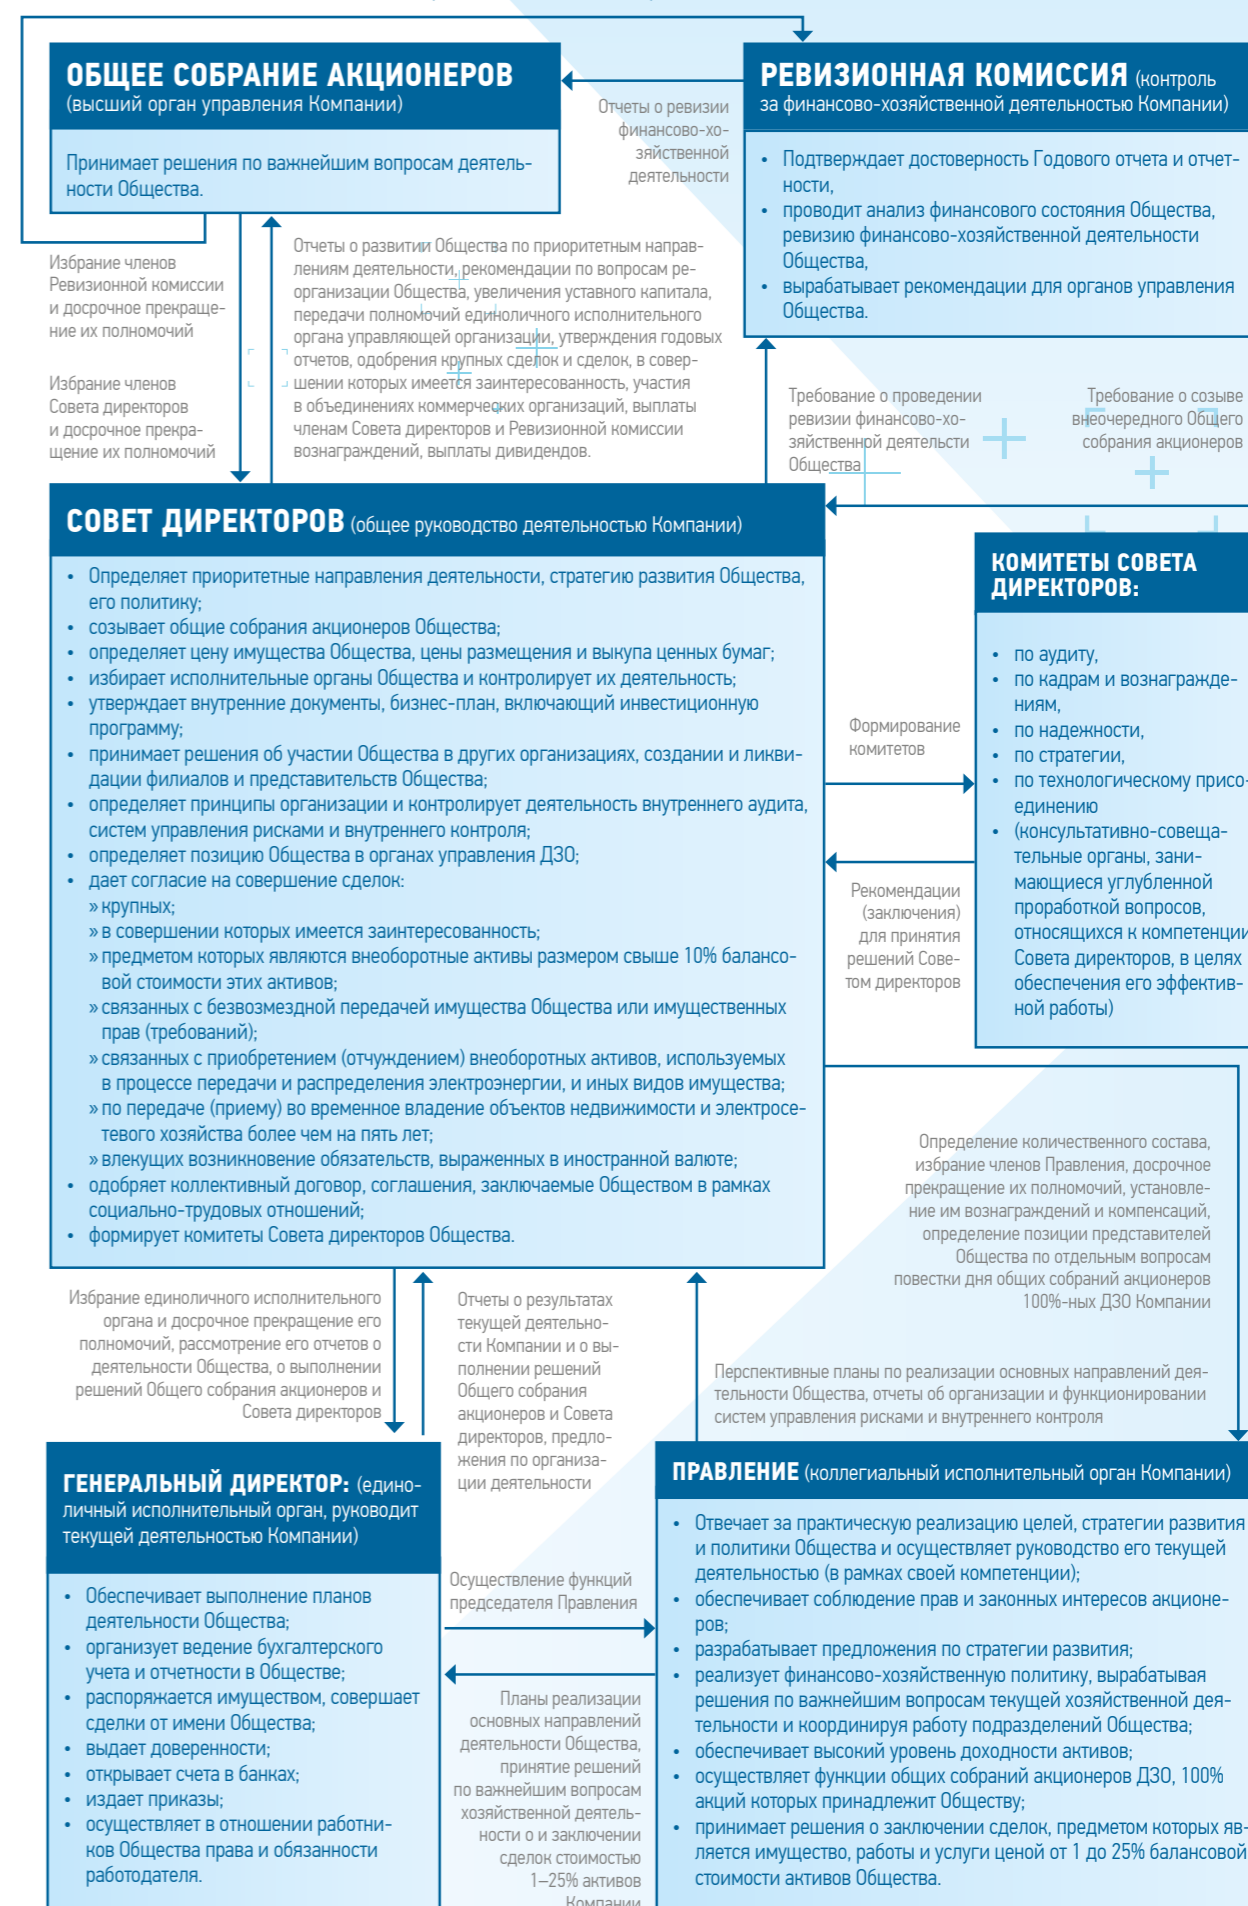 ОБЩЕЕ СОБРАНИЕ АКЦИОНЕРОВ
(высший орган управления Компании)
Принимает решения по важнейшим вопросам деятель-
ности Общества.
Отчеты о ревизии
финансово-хо-
зяйственной
деятельности
РЕВИЗИОННАЯ КОМИССИЯ (контроль
за финансово-хозяйственной деятельностью Компании)
• Подтверждает достоверность Годового отчета и отчет-
ности,
• проводит анализ финансового состояния Общества,
ревизию финансово-хозяйственной деятельности
Общества,
• вырабатывает рекомендации для органов управления
Общества.
Избрание членов
Ревизионной комиссии
и досрочное прекраще-
ние их полномочий
Избрание членов
Совета директоров
и досрочное прекра-
щение их полномочий
Отчеты о развитии Общества по приоритетным направ-
лениям деятельности, рекомендации по вопросам ре-
организации Общества, увеличения уставного капитала,
передачи полномочий единоличного исполнительного
органа управляющей организации, утверждения годовых
отчетов, одобрения крупных сделок и сделок, в совер-
шении которых имеется заинтересованность, участия
в объединениях коммерческих организаций, выплаты
членам Совета директоров и Ревизионной комиссии
вознаграждений, выплаты дивидендов.
Требование о проведении
ревизии финансово-хо-
зяйственной деятельсти
Общества
Требование о созыве
внеочередного Общего
собрания акционеров
СОВЕТ ДИРЕКТОРОВ (общее руководство деятельностью Компании)
• Определяет приоритетные направления деятельности, стратегию развития Общества,
его политику;
• созывает общие собрания акционеров Общества;
• определяет цену имущества Общества, цены размещения и выкупа ценных бумаг;
• избирает исполнительные органы Общества и контролирует их деятельность;
• утверждает внутренние документы, бизнес-план, включающий инвестиционную
программу;
• принимает решения об участии Общества в других организациях, создании и ликви-
дации филиалов и представительств Общества;
• определяет принципы организации и контролирует деятельность внутреннего аудита,
систем управления рисками и внутреннего контроля;
• определяет позицию Общества в органах управления ДЗО;
• дает согласие на совершение сделок:
» крупных;
» в совершении которых имеется заинтересованность;
» предметом которых являются внеоборотные активы размером свыше 10% балансо-
вой стоимости этих активов;
» связанных с безвозмездной передачей имущества Общества или имущественных
прав (требований);
» связанных с приобретением (отчуждением) внеоборотных активов, используемых
в процессе передачи и распределения электроэнергии, и иных видов имущества;
» по передаче (приему) во временное владение объектов недвижимости и электросе-
тевого хозяйства более чем на пять лет;
» влекущих возникновение обязательств, выраженных в иностранной валюте;
• одобряет коллективный договор, соглашения, заключаемые Обществом в рамках
социально-трудовых отношений;
• формирует комитеты Совета директоров Общества.
Формирование
комитетов
Рекомендации
(заключения)
для принятия
решений Сове-
том директоров
КОМИТЕТЫ СОВЕТА
ДИРЕКТОРОВ:
• по аудиту,
• по кадрам и вознагражде-
ниям,
• по надежности,
• по стратегии,
• по технологическому присо-
единению
• (консультативно-совеща-
тельные органы, зани-
мающиеся углубленной
проработкой вопросов,
относящихся к компетенции
Совета директоров, в целях
обеспечения его эффектив-
ной работы)
Определение количественного состава,
избрание членов Правления, досрочное
прекращение их полномочий, установле-
ние им вознаграждений и компенсаций,
определение позиции представителей
Общества по отдельным вопросам
повестки дня общих собраний акционеров
100%-ных ДЗО Компании
Избрание единоличного исполнительного
органа и досрочное прекращение его
полномочий, рассмотрение его отчетов о
деятельности Общества, о выполнении
решений Общего собрания акционеров и
Совета директоров
Отчеты о результатах
текущей деятельно-
сти Компании и о вы-
полнении решений
Общего собрания
акционеров и Совета
директоров, предло-
жения по организа-
ции деятельности
Перспективные планы по реализации основных направлений дея-
тельности Общества, отчеты об организации и функционировании
систем управления рисками и внутреннего контроля
ГЕНЕРАЛЬНЫЙ ДИРЕКТОР: (едино-
личный исполнительный орган, руководит
текущей деятельностью Компании)
• Обеспечивает выполнение планов
деятельности Общества;
• организует ведение бухгалтерского
учета и отчетности в Обществе;
• распоряжается имуществом, совершает
сделки от имени Общества;
• выдает доверенности;
• открывает счета в банках;
• издает приказы;
• осуществляет в отношении работни-
ков Общества права и обязанности
работодателя.
Осуществление функций
председателя Правления
Планы реализации
основных направлений
деятельности Общества,
принятие решений
по важнейшим вопросам
хозяйственной деятель-
ности о и заключении
сделок стоимостью
1–25% активов
Компании
ПРАВЛЕНИЕ (коллегиальный исполнительный орган Компании)
• Отвечает за практическую реализацию целей, стратегии развития
и политики Общества и осуществляет руководство его текущей
деятельностью (в рамках своей компетенции);
• обеспечивает соблюдение прав и законных интересов акционе-
ров;
• разрабатывает предложения по стратегии развития;
• реализует финансово-хозяйственную политику, вырабатывая
решения по важнейшим вопросам текущей хозяйственной дея-
тельности и координируя работу подразделений Общества;
• обеспечивает высокий уровень доходности активов;
• осуществляет функции общих собраний акционеров ДЗО, 100%
акций которых принадлежит Обществу;
• принимает решения о заключении сделок, предметом которых яв-
ляется имущество, работы и услуги ценой от 1 до 25% балансовой
стоимости активов Общества.